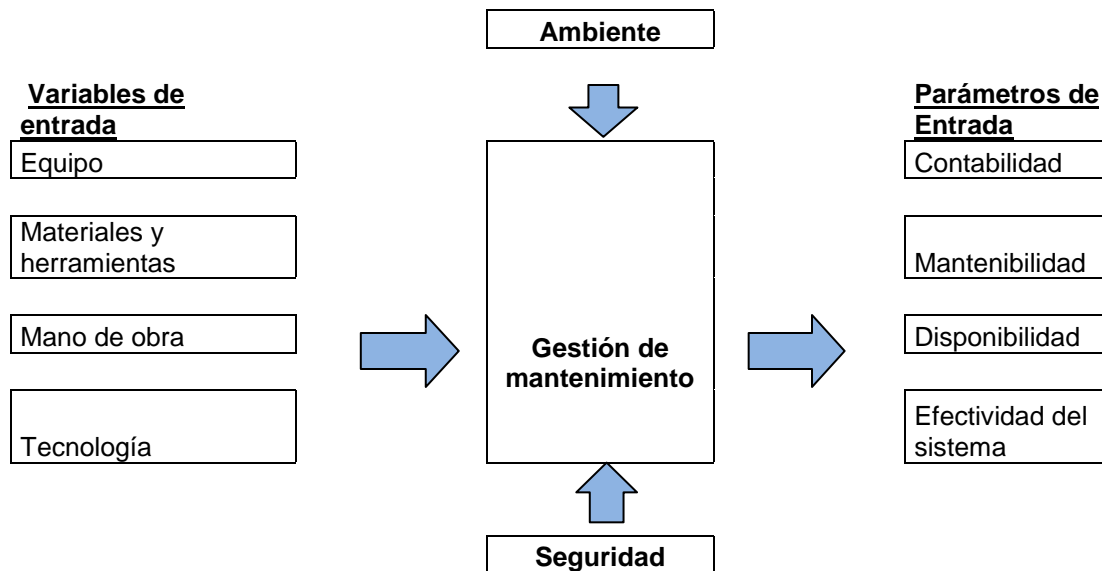 Ambiente
Variables de
entrada
Equipo
Materiales y
herramientas
Mano de obra
Tecnología
Gestión de
mantenimiento
Parámetros de
Entrada
Contabilidad
Mantenibilidad
Disponibilidad
Efectividad del
sistema
Seguridad